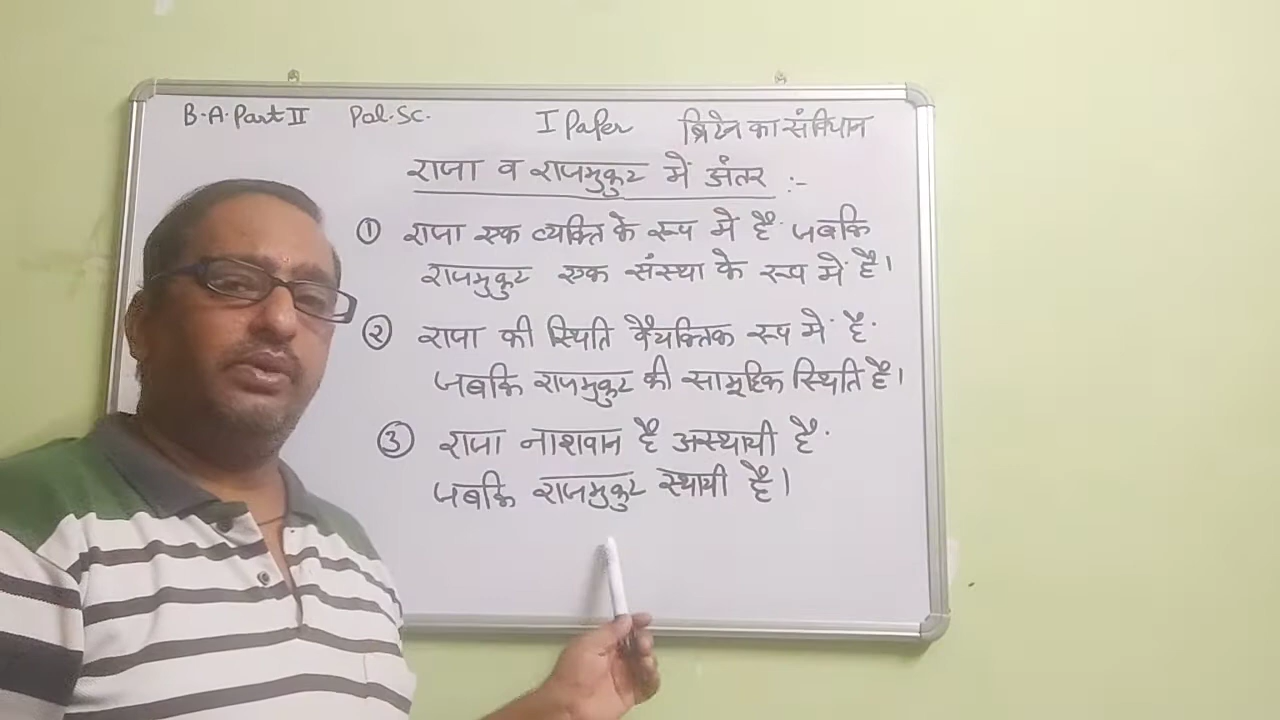 B.A. Part II Pol. Sc. I Paper ब्रिटेन का संविधान
राजा व राजमुकुट में अंतर :-
① राजा एक व्यक्ति के रूप में है जबकि
राजमुकुट एक संस्था के रूप में है।
② राजा की स्थिति वैयक्तिक रूप में है
जबकि राजमुकुट की सामूहिक स्थिति है।
③ राजा नाशवान है अस्थायी है
जबकि राजमुकुट स्थायी है।